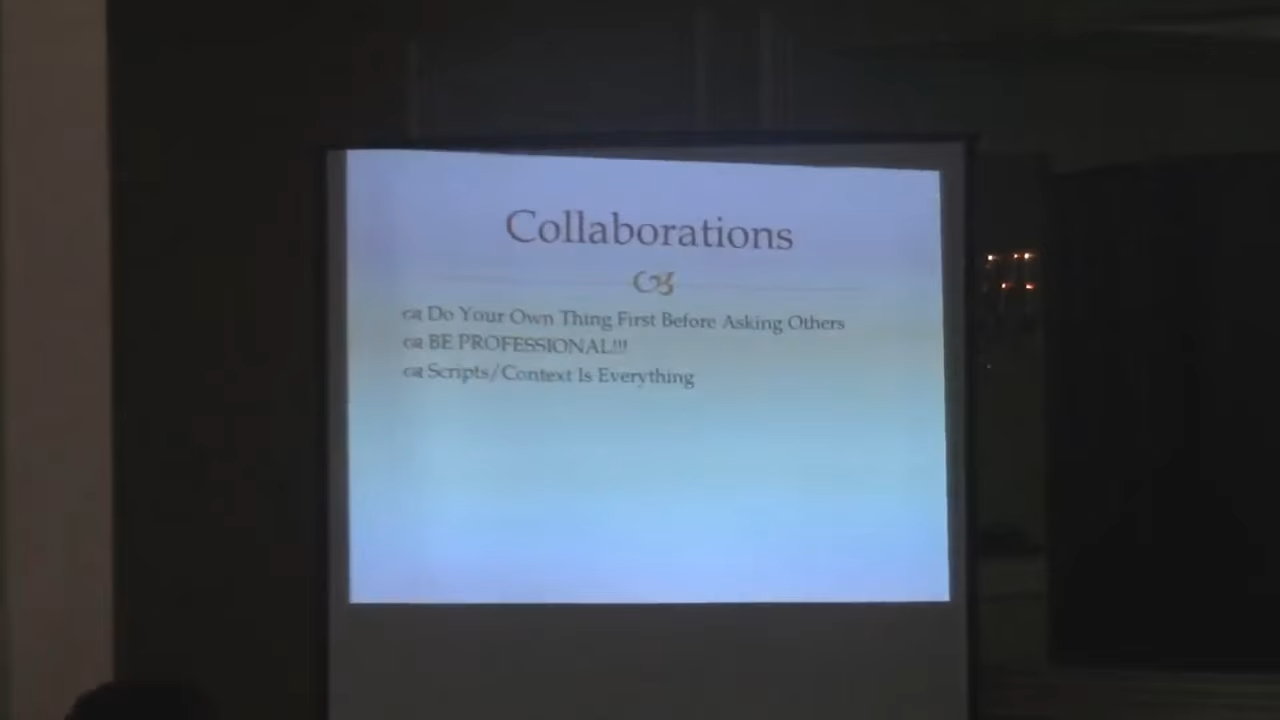 Collaborations
Do Your Own Thing First Before Asking Others
BE PROFESSIONAL!!!
Scripts/Context Is Everything